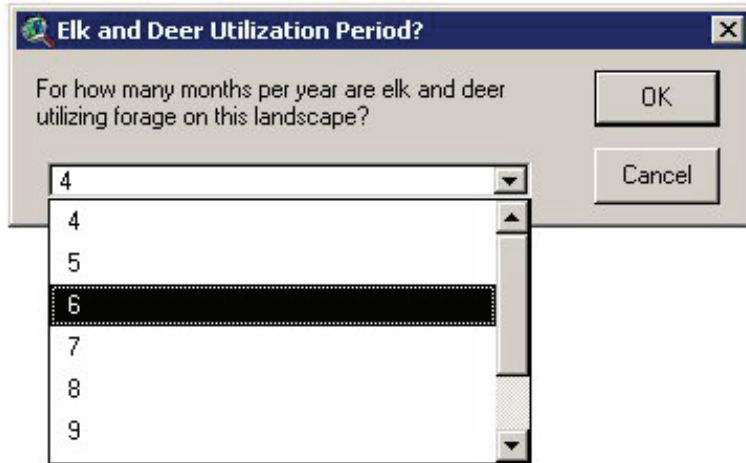 Elk and Deer Utilization Period?
For how many months per year are elk and deer
utilizing forage on this landscape?
OK
Cancel
4
4
5
6
7
8
9